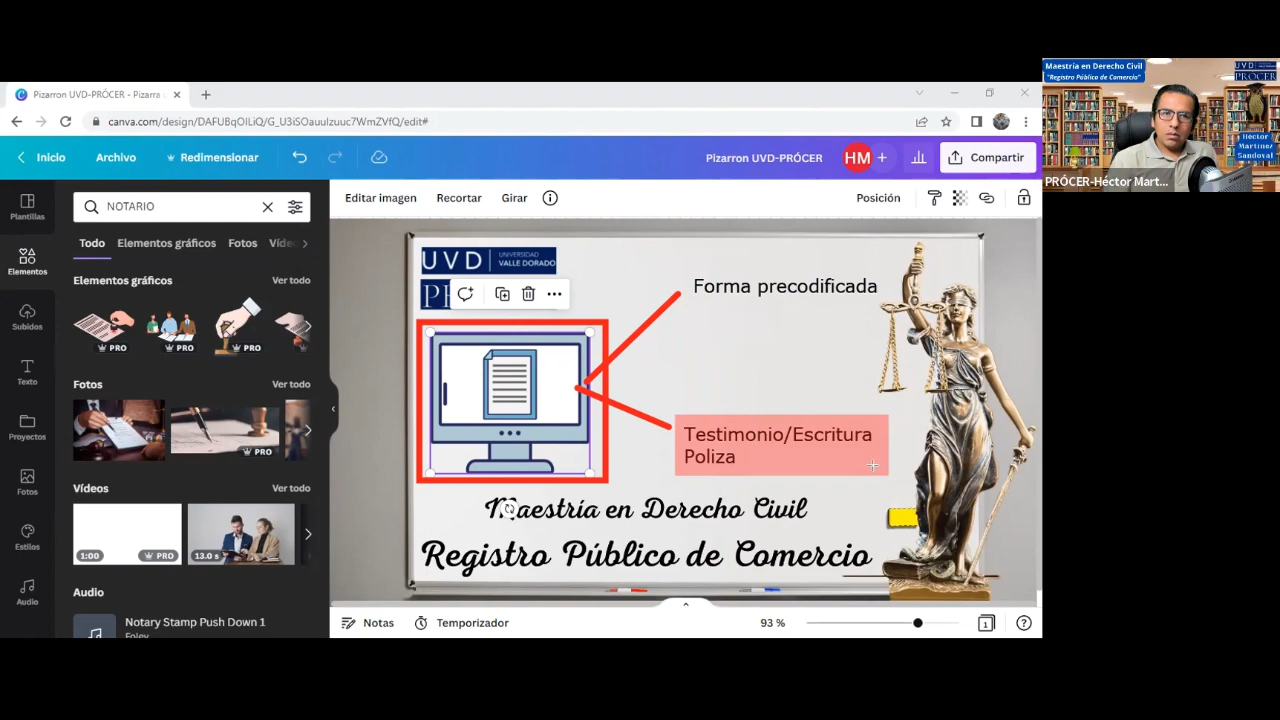 Pizarron UVD-PRÓCER - Pizarra
canva.com/design/DAFUBqOILiQ/G_U3iSOauuIzuuc7WmZVfQ/edit#
Inicio
Archivo
Redimensionar
Pizarron UVD-PRÓCER
HM
Compartir
Plantillas
Elementos
Subidos
Texto
Proyectos
Fotos
Estilos
Audio
NOTARIO
Todo
Elementos gráficos
Fotos
Víde
Elementos gráficos
Ver todo
PRO
PRO
PRO
Fotos
Ver todo
PRO
Vídeos
Ver todo
1:00
PRO
13.0 s
Audio
Notary Stamp Push Down 1
Foley
Editar imagen
Recortar
Girar
Posición
UVD
UNIVERSIDAD
VALLE DORADO
PR
Forma precodificada
Testimonio/Escritura
Poliza
Maestría en Derecho Civil
Registro Público de Comercio
Notas
Temporizador
93 %
1
Maestría en Derecho Civil
"Registro Público de Comercio"
UVD
PRÓCER
Héctor
Martínez
Sandoval
PRÓCER-Héctor Mart...